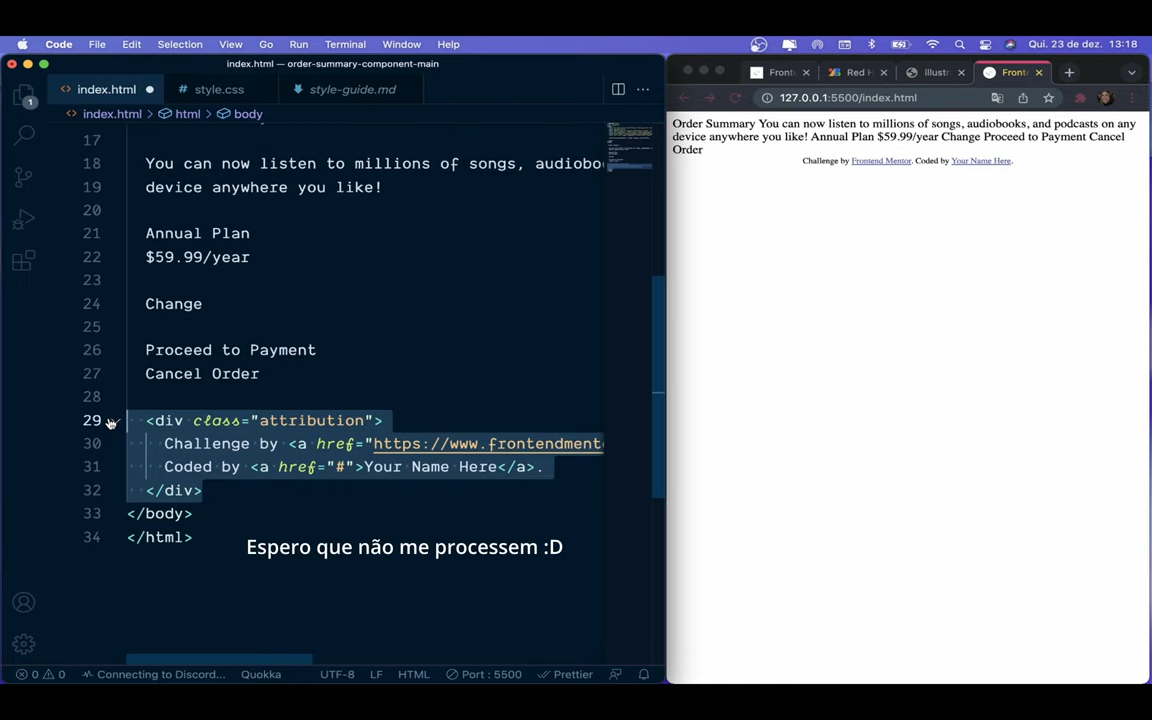 Code File Edit Selection View Go Run Terminal Window Help
Qui. 23 de dez. 13:18
index.html — order-summary-component-main
index.html
style.css
style-guide.md
index.html > html > body
17
18 You can now listen to millions of songs, audiobo
19 device anywhere you like!
20
21 Annual Plan
22 $59.99/year
23
24 Change
25
26 Proceed to Payment
27 Cancel Order
28
29 <div class="attribution">
30 Challenge by <a href="https://www.frontendmento
31 Coded by <a href="#">Your Name Here</a>.
32 </div>
33 </body>
34 </html>
Espero que não me processem :D
1
0 0 Connecting to Discord... Quokka UTF-8 LF HTML Port : 5500 Prettier
Fronte
Red H
illustr
Fronte
127.0.0.1:5500/index.html
Order Summary You can now listen to millions of songs, audiobooks, and podcasts on any
device anywhere you like! Annual Plan $59.99/year Change Proceed to Payment Cancel
Order
Challenge by Frontend Mentor. Coded by Your Name Here.